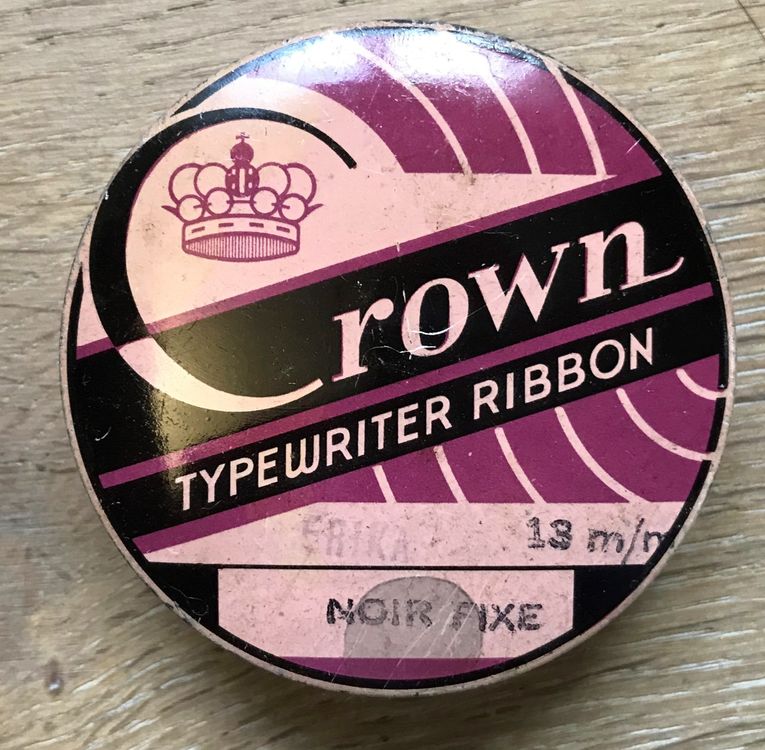 Crown
TYPEWRITER RIBBON
ERIKA 13 m/m
NOIR FIXE